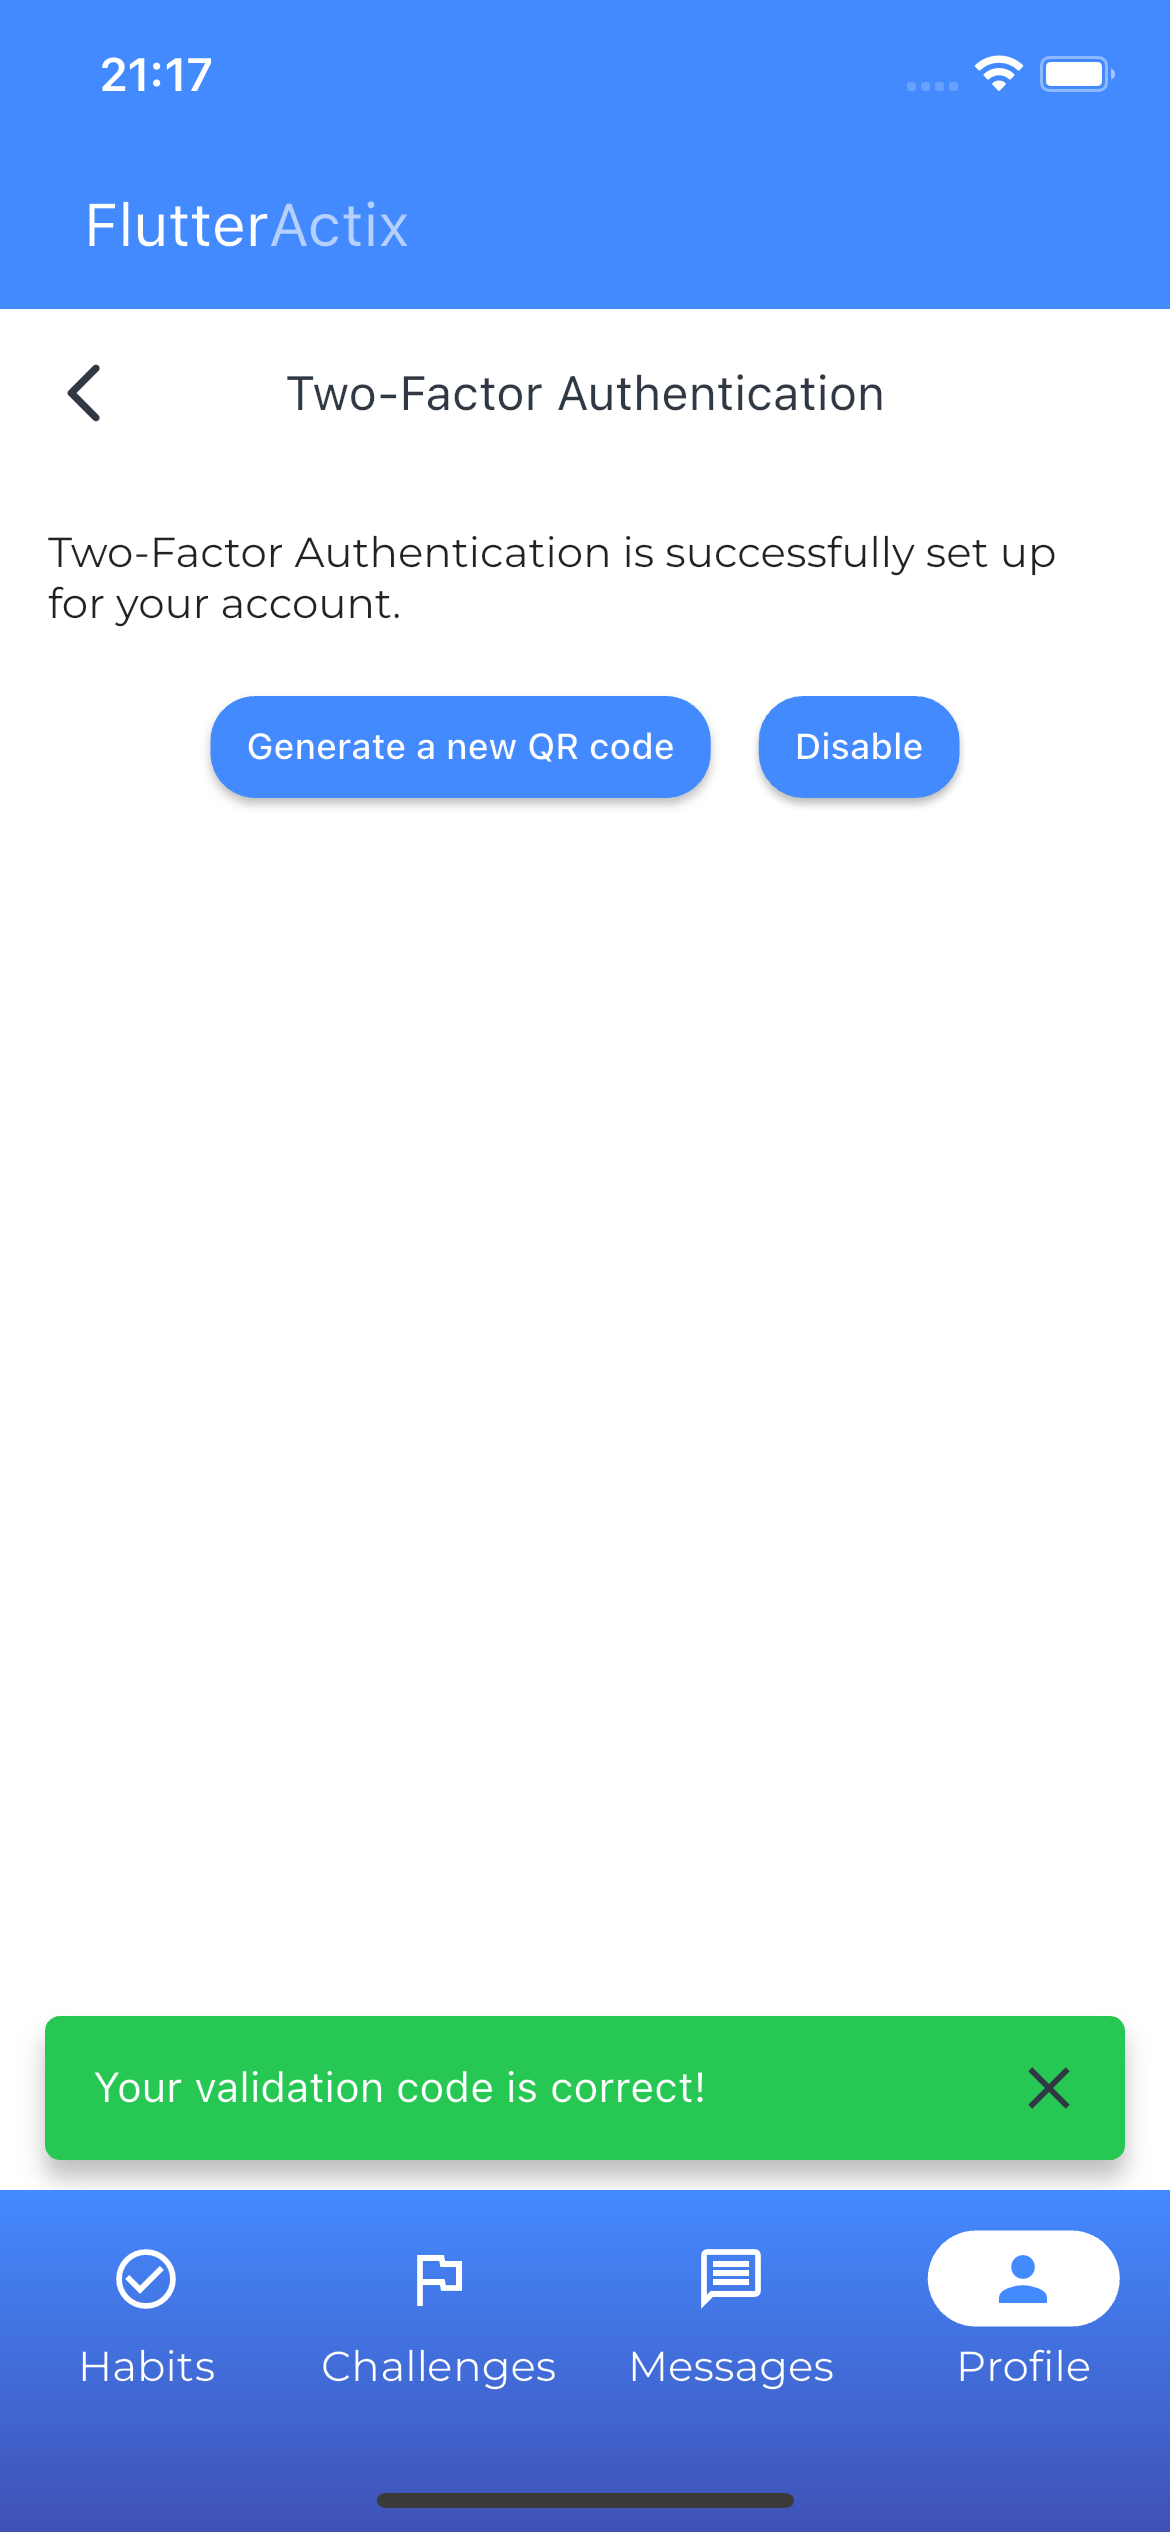 21:17
FlutterActix
Two-Factor Authentication
Two-Factor Authentication is successfully set up
for your account.
Generate a new QR code
Disable
Your validation code is correct!
Habits
Challenges
Messages
Profile